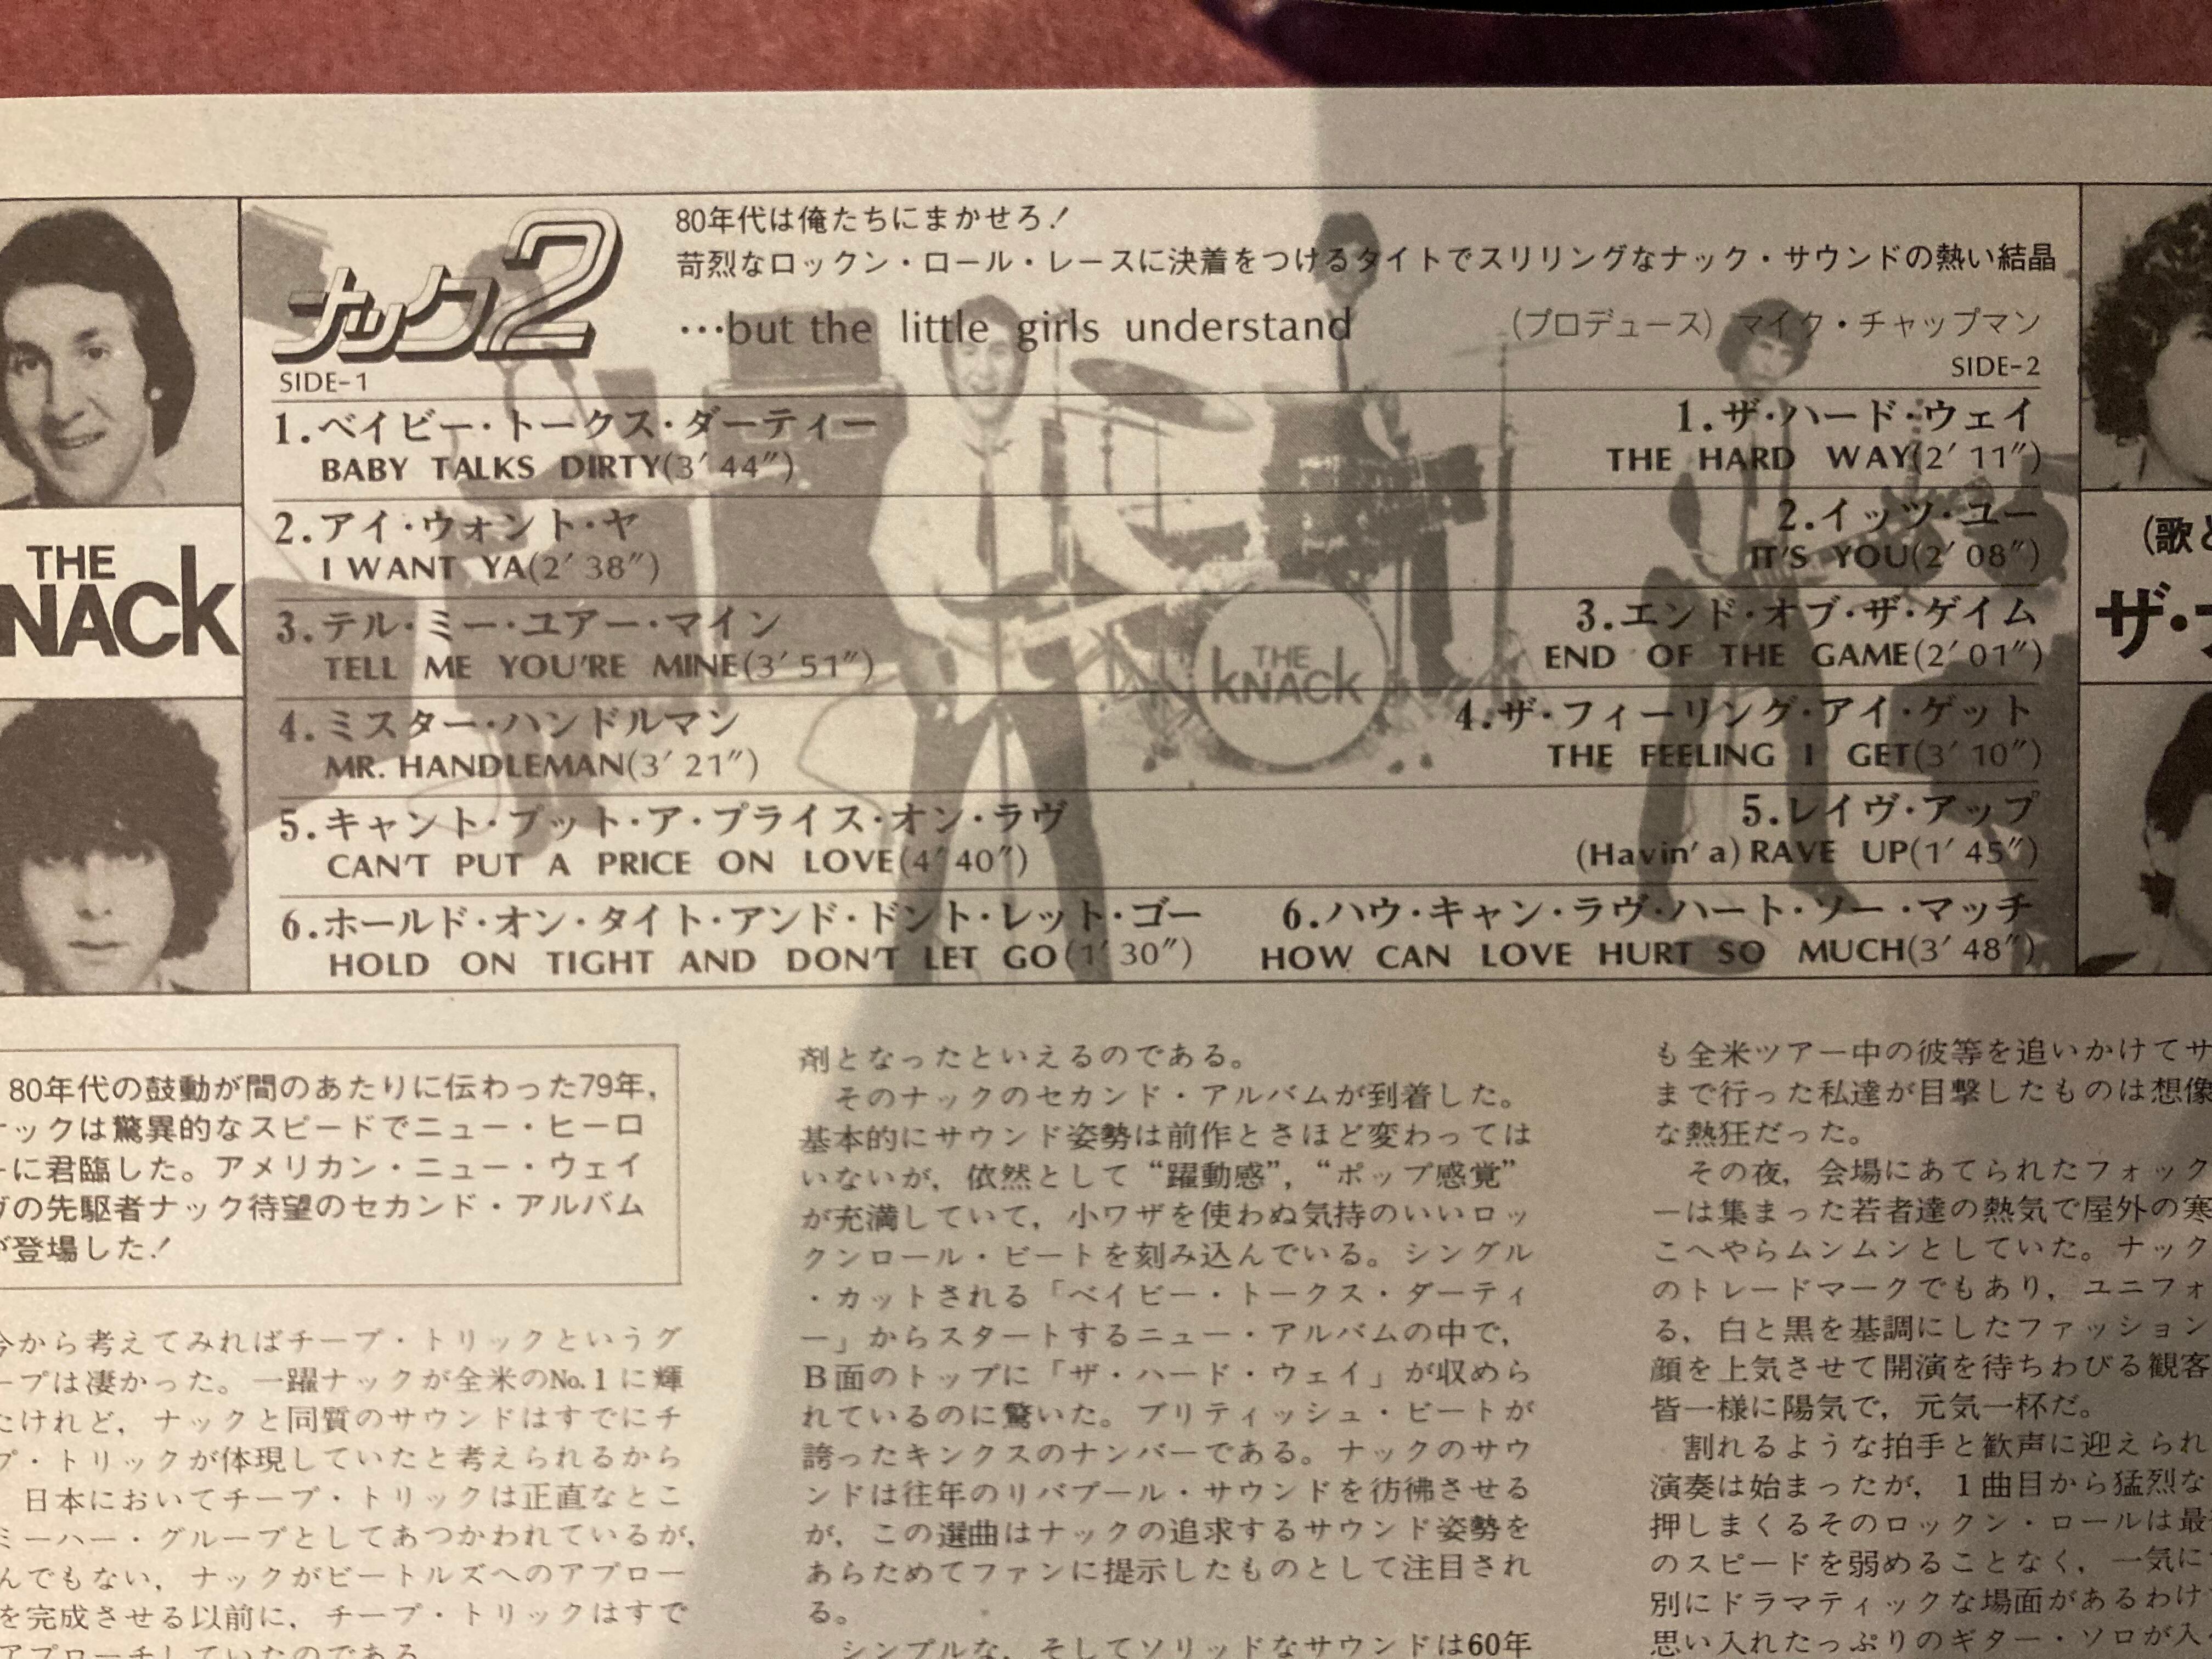 80年代は俺たちにまかせろ！
苛烈なロックン・ロール・レースに決着をつけるタイトでスリリングなナック・サウンドの熱い結晶
ナック2
…but the little girls understand
(プロデュース) マイク・チャップマン
SIDE-1
1.ベイビー・トークス・ダーティー
BABY TALKS DIRTY(3′44″)
2.アイ・ウォント・ヤ
I WANT YA(2′38″)
3.テル・ミー・ユアー・マイン
TELL ME YOU'RE MINE(3′51″)
4.ミスター・ハンドルマン
MR. HANDLEMAN(3′21″)
5.キャント・プット・ア・プライス・オン・ラヴ
CAN'T PUT A PRICE ON LOVE(4′40″)
6.ホールド・オン・タイト・アンド・ドント・レット・ゴー
HOLD ON TIGHT AND DON'T LET GO(1′30″)
SIDE-2
1.ザ・ハード・ウェイ
THE HARD WAY(2′11″)
2.イッツ・ユー
IT'S YOU(2′08″)
3.エンド・オブ・ザ・ゲイム
END OF THE GAME(2′01″)
4.ザ・フィーリング・アイ・ゲット
THE FEELING I GET(3′10″)
5.レイヴ・アップ
(Havin' a) RAVE UP(1′45″)
6.ハウ・キャン・ラヴ・ハート・ソー・マッチ
HOW CAN LOVE HURT SO MUCH(3′48″)
THE
KNACK
THE
KNACK
(歌と
ザ・
80年代の鼓動が間のあたりに伝わった79年,
ックは驚異的なスピードでニュー・ヒーロ
ーに君臨した。アメリカン・ニュー・ウェイ
ヴの先駆者ナック待望のセカンド・アルバム
が登場した！
今から考えてみればチープ・トリックというグ
ープは凄かった。一躍ナックが全米のNo.1に輝
たけれど，ナックと同質のサウンドはすでにチ
プ・トリックが体現していたと考えられるから
日本においてチープ・トリックは正直なとこ
ミーハー・グループとしてあつかわれているが,
んでもない，ナックがビートルズへのアプロー
を完成させる以前に，チープ・トリックはすで
アプローチしていたのである
剤となったといえるのである。
そのナックのセカンド・アルバムが到着した。
基本的にサウンド姿勢は前作とさほど変わっては
いないが，依然として“躍動感”，“ポップ感覚”
が充満していて，小ワザを使わぬ気持のいいロッ
クンロール・ビートを刻み込んでいる。シングル
・カットされる「ベイビー・トークス・ダーティ
ー」からスタートするニュー・アルバムの中で，
B面のトップに「ザ・ハード・ウェイ」が収めら
れているのに驚いた。ブリティッシュ・ビートが
誇ったキンクスのナンバーである。ナックのサウ
ンドは往年のリバプール・サウンドを彷彿させる
が，この選曲はナックの追求するサウンド姿勢を
あらためてファンに提示したものとして注目され
る。
シンプルな，そしてソリッドなサウンドは60年
も全米ツアー中の彼等を追いかけてサ
まで行った私達が目撃したものは想像
な熱狂だった。
その夜，会場にあてられたフォック
ーは集まった若者達の熱気で屋外の寒
こへやらムンムンとしていた。ナック
のトレードマークでもあり，ユニフォ
る，白と黒を基調にしたファッション
顔を上気させて開演を待ちわびる観客
皆一様に陽気で，元気一杯だ。
割れるような拍手と歓声に迎えられ
演奏は始まったが，1曲目から猛烈な
押しまくるそのロックン・ロールは最
のスピードを弱めることなく，一気に
別にドラマティックな場面があるわけ
思い入れたっぷりのギター・ソロが入